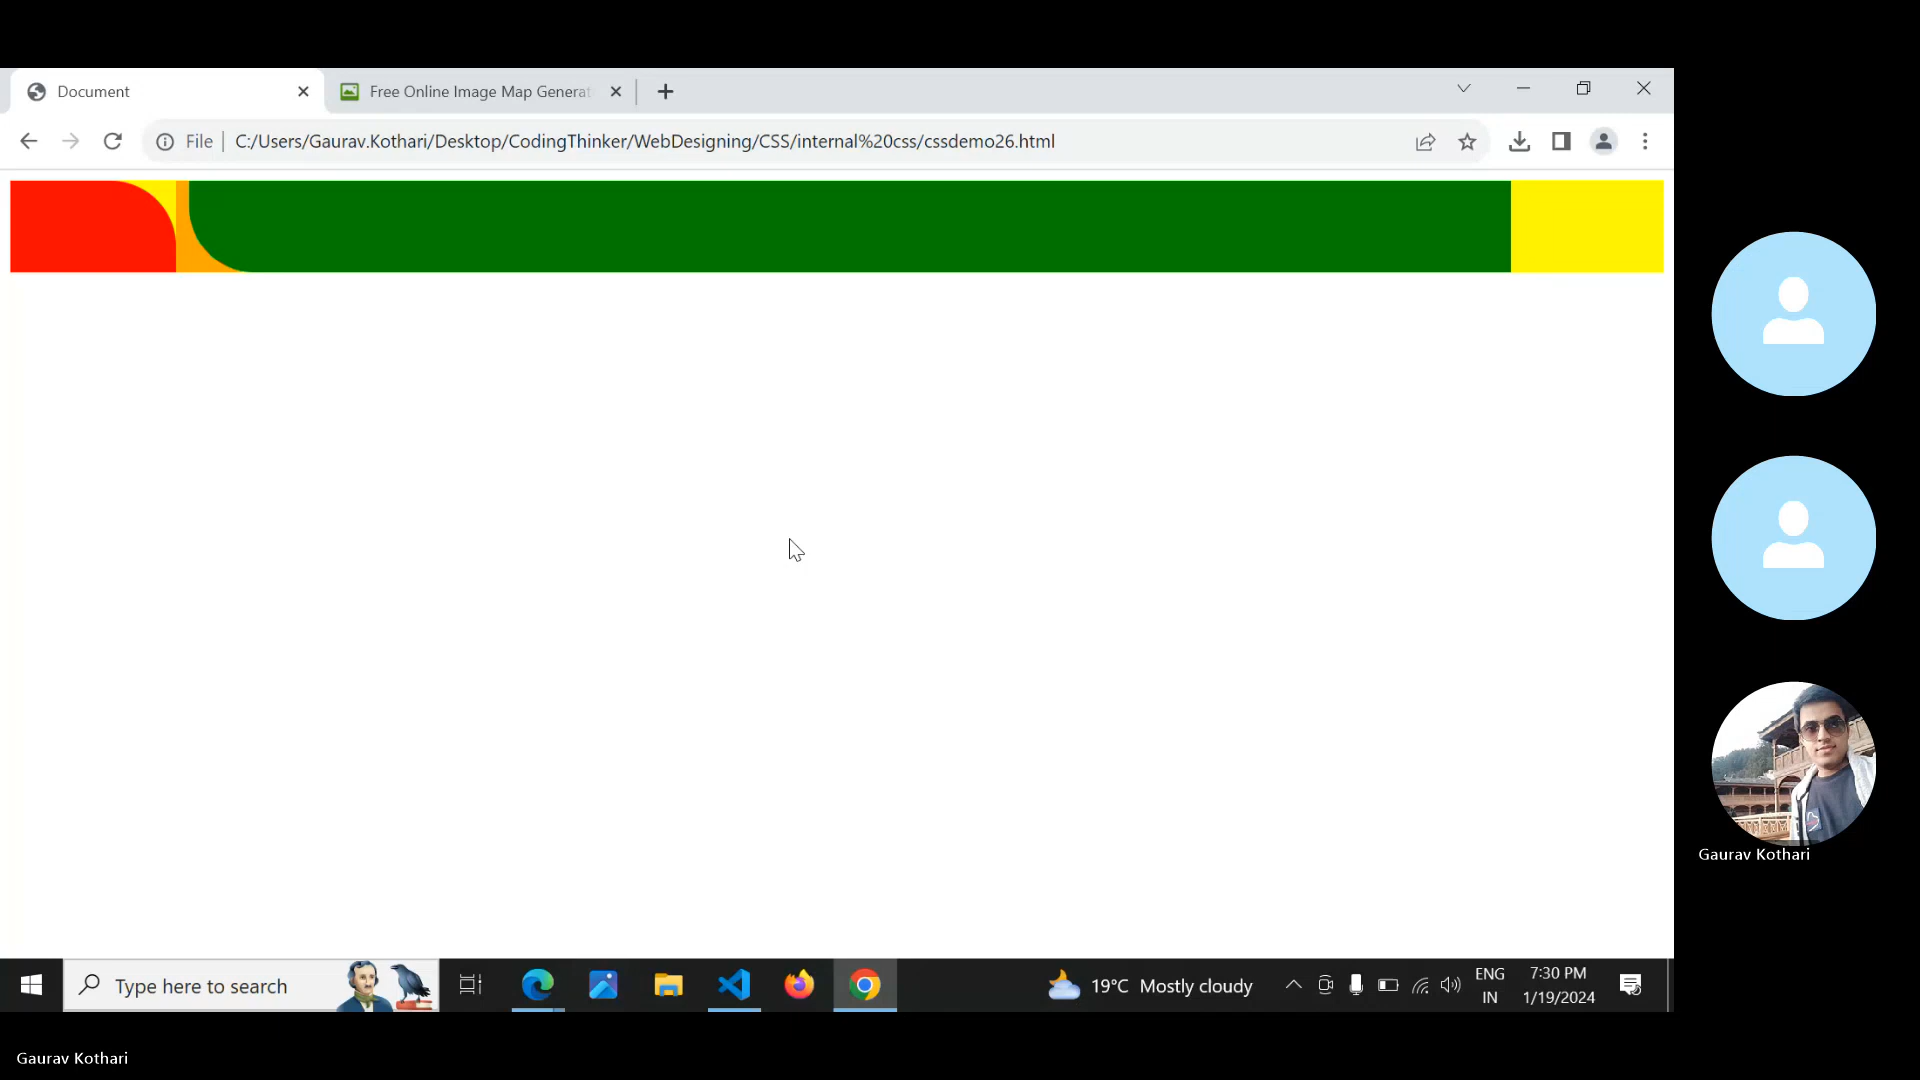 Document
Free Online Image Map Generat
File
C:/Users/Gaurav.Kothari/Desktop/CodingThinker/WebDesigning/CSS/internal%20css/cssdemo26.html
Gaurav Kothari
Type here to search
19°C Mostly cloudy
ENG
IN
7:30 PM
1/19/2024
Gaurav Kothari